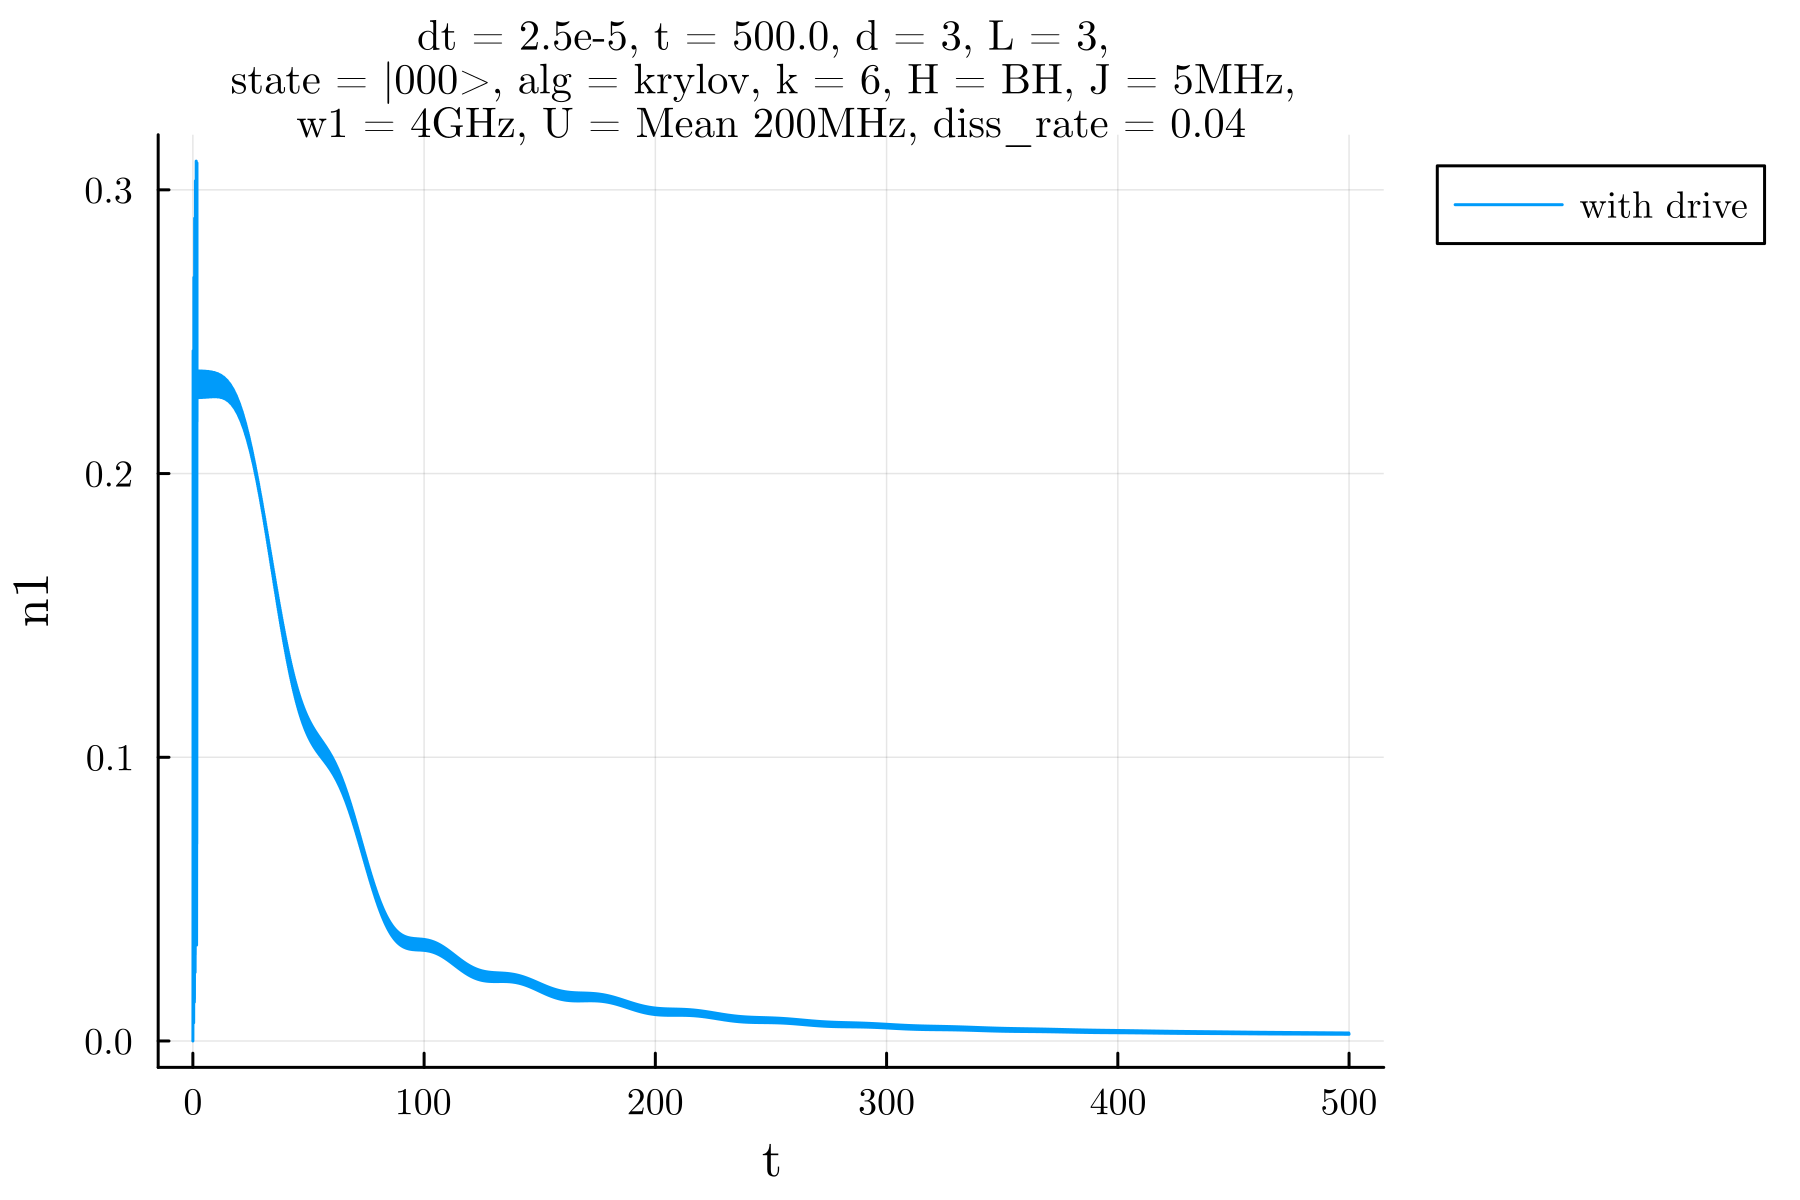 dt = 2.5e-5, t = 500.0, d = 3, L = 3,
state = |000>, alg = krylov, k = 6, H = BH, J = 5MHz,
w1 = 4GHz, U = Mean 200MHz, diss_rate = 0.04
with drive
0.3
0.2
0.1
0.0
n1
0 100 200 300 400 500
t